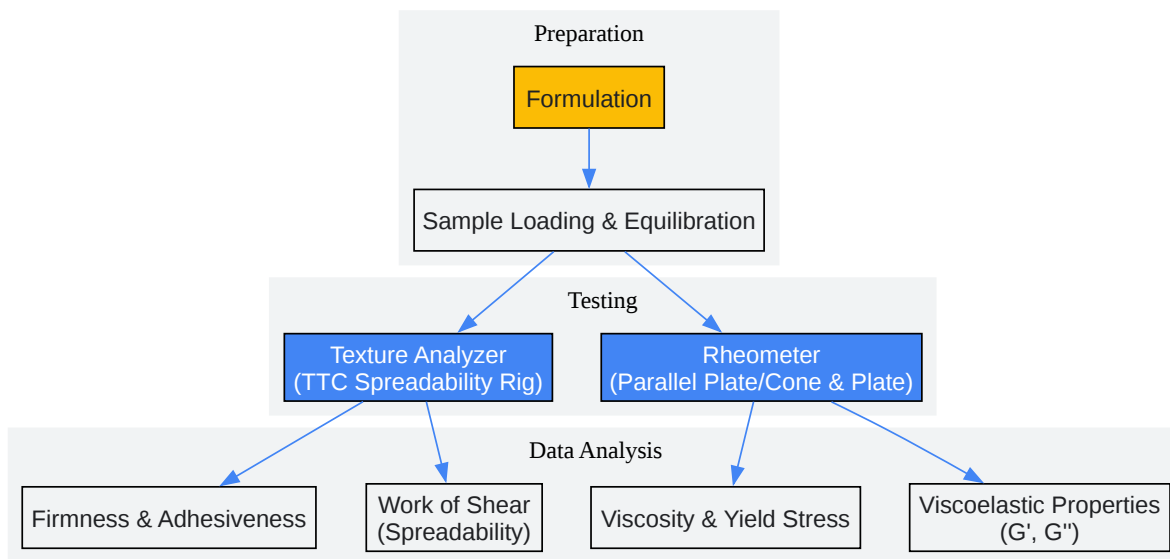 Preparation
Formulation
Sample Loading & Equilibration
Testing
Texture Analyzer
(TTC Spreadability Rig)
Rheometer
(Parallel Plate/Cone & Plate)
Data Analysis
Firmness & Adhesiveness
Work of Shear
(Spreadability)
Viscosity & Yield Stress
Viscoelastic Properties
(G', G'')